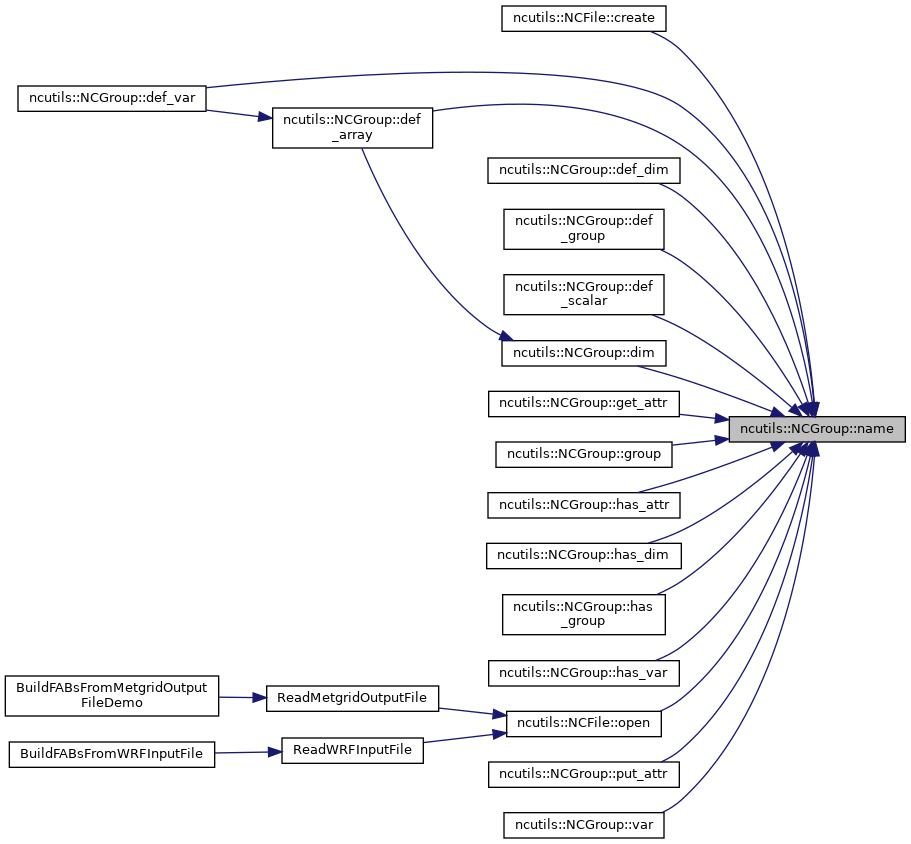 ncutils::NCFile::create
ncutils::NCGroup::def_var
ncutils::NCGroup::def
_array
ncutils::NCGroup::def_dim
ncutils::NCGroup::def
_group
ncutils::NCGroup::def
_scalar
ncutils::NCGroup::dim
ncutils::NCGroup::get_attr
ncutils::NCGroup::name
ncutils::NCGroup::group
ncutils::NCGroup::has_attr
ncutils::NCGroup::has_dim
ncutils::NCGroup::has
_group
ncutils::NCGroup::has_var
BuildFABsFromMetgridOutput
FileDemo
ReadMetgridOutputFile
ncutils::NCFile::open
BuildFABsFromWRFInputFile
ReadWRFInputFile
ncutils::NCGroup::put_attr
ncutils::NCGroup::var